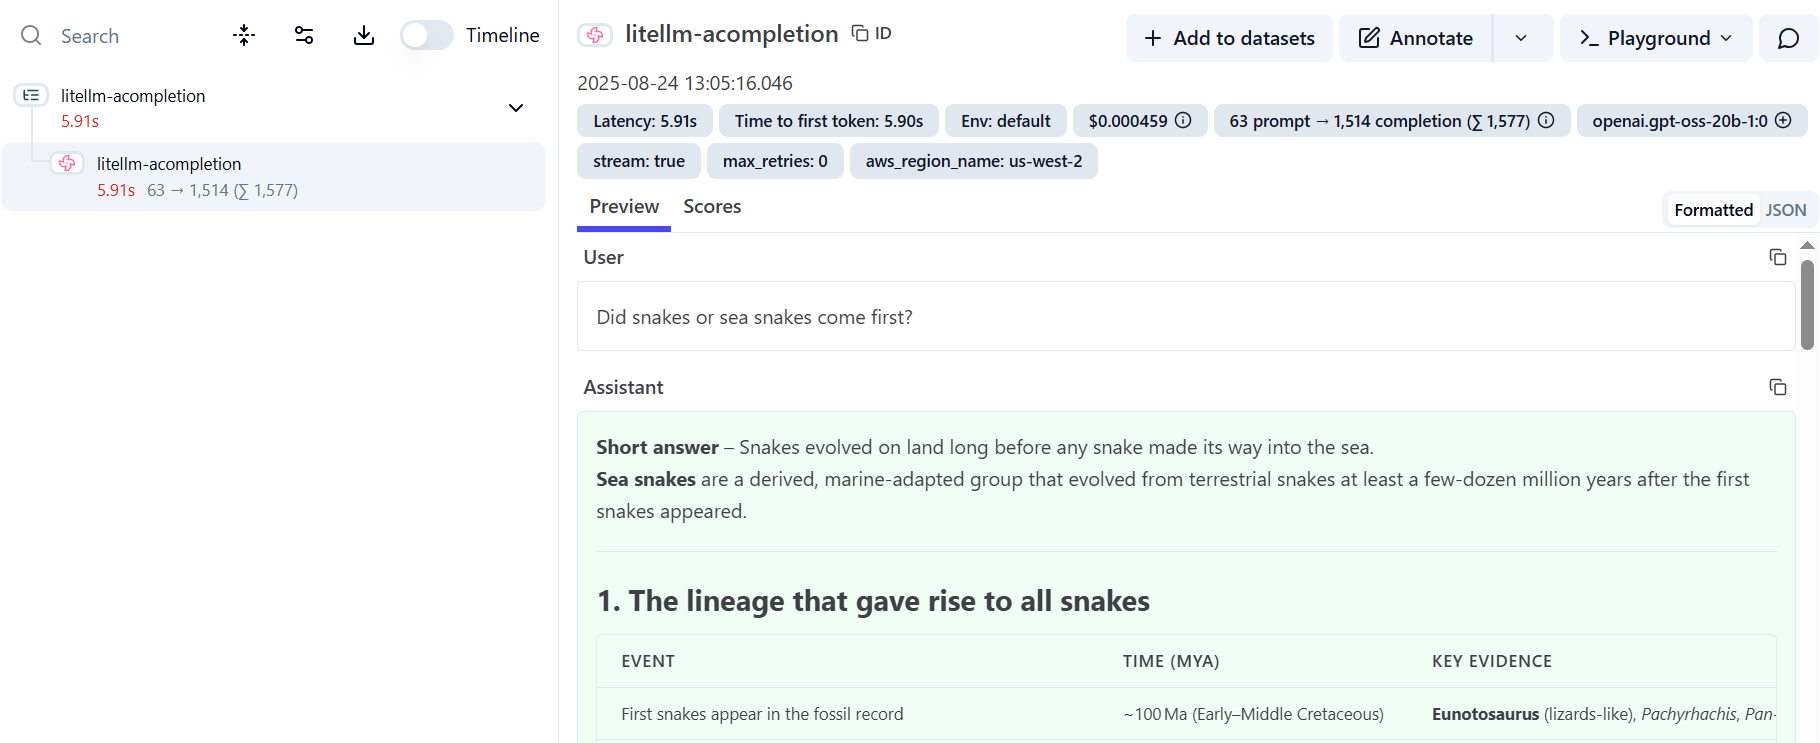 Search
Timeline
litellm-acompletion
5.91s
litellm-acompletion
5.91s 63 → 1,514 (∑ 1,577)
litellm-acompletion ID
Add to datasets
Annotate
Playground
2025-08-24 13:05:16.046
Latency: 5.91s Time to first token: 5.90s Env: default $0.000459 63 prompt → 1,514 completion (∑ 1,577) openai.gpt-oss-20b-1:0
stream: true max_retries: 0 aws_region_name: us-west-2
Preview Scores
Formatted JSON
User
Did snakes or sea snakes come first?
Assistant
Short answer – Snakes evolved on land long before any snake made its way into the sea.
Sea snakes are a derived, marine-adapted group that evolved from terrestrial snakes at least a few-dozen million years after the first
snakes appeared.
1. The lineage that gave rise to all snakes
EVENT TIME (MYA) KEY EVIDENCE
First snakes appear in the fossil record ~100 Ma (Early–Middle Cretaceous) Eunotosaurus (lizards-like), Pachyrhachis, Pan-